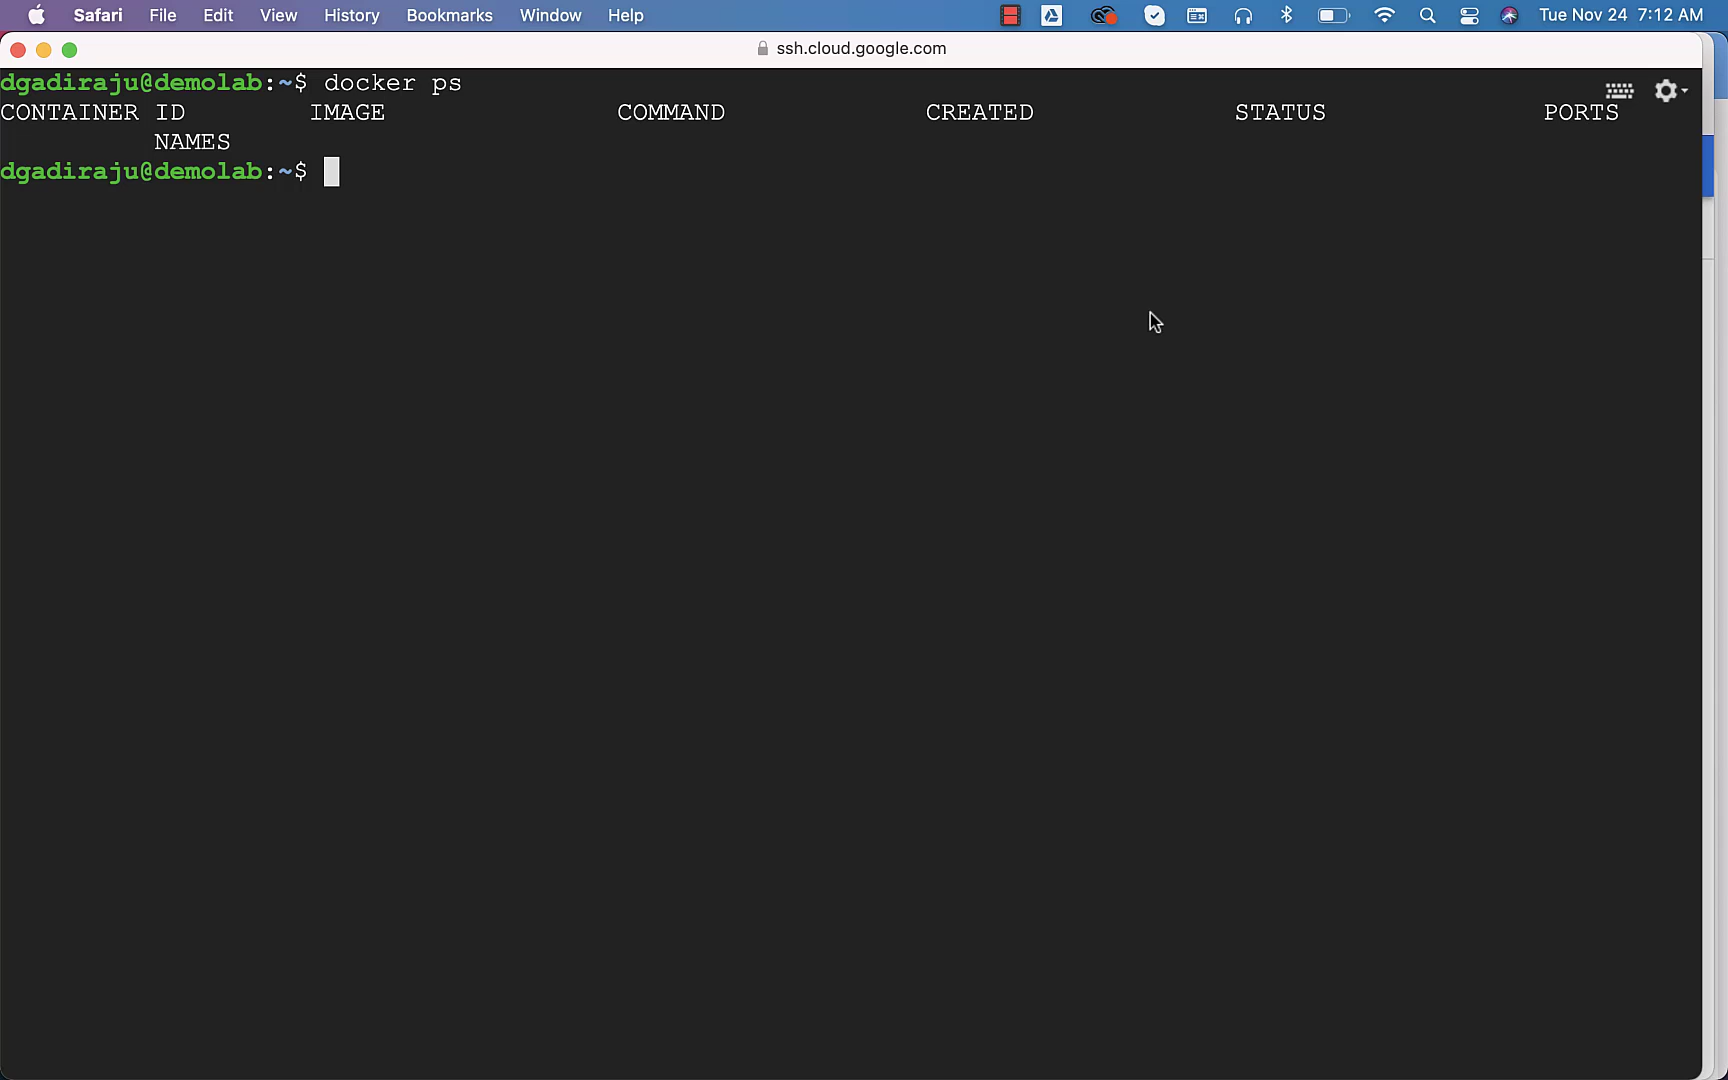 Safari File Edit View History Bookmarks Window Help Tue Nov 24 7:12 AM
ssh.cloud.google.com
dgadiraju@demolab:~$ docker ps
CONTAINER ID IMAGE COMMAND CREATED STATUS PORTS
NAMES
dgadiraju@demolab:~$